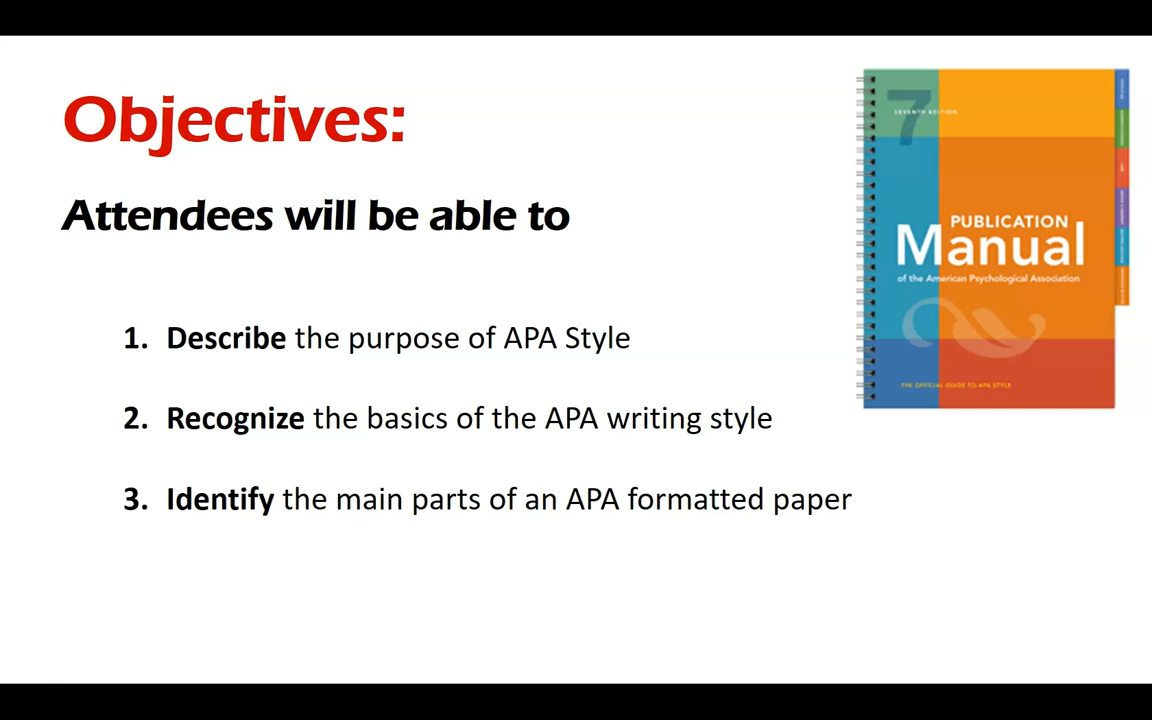 Objectives:
Attendees will be able to
1. Describe the purpose of APA Style
2. Recognize the basics of the APA writing style
3. Identify the main parts of an APA formatted paper
7
SEVENTH EDITION
PUBLICATION
Manual
of the American Psychological Association
THE OFFICIAL GUIDE TO APA STYLE